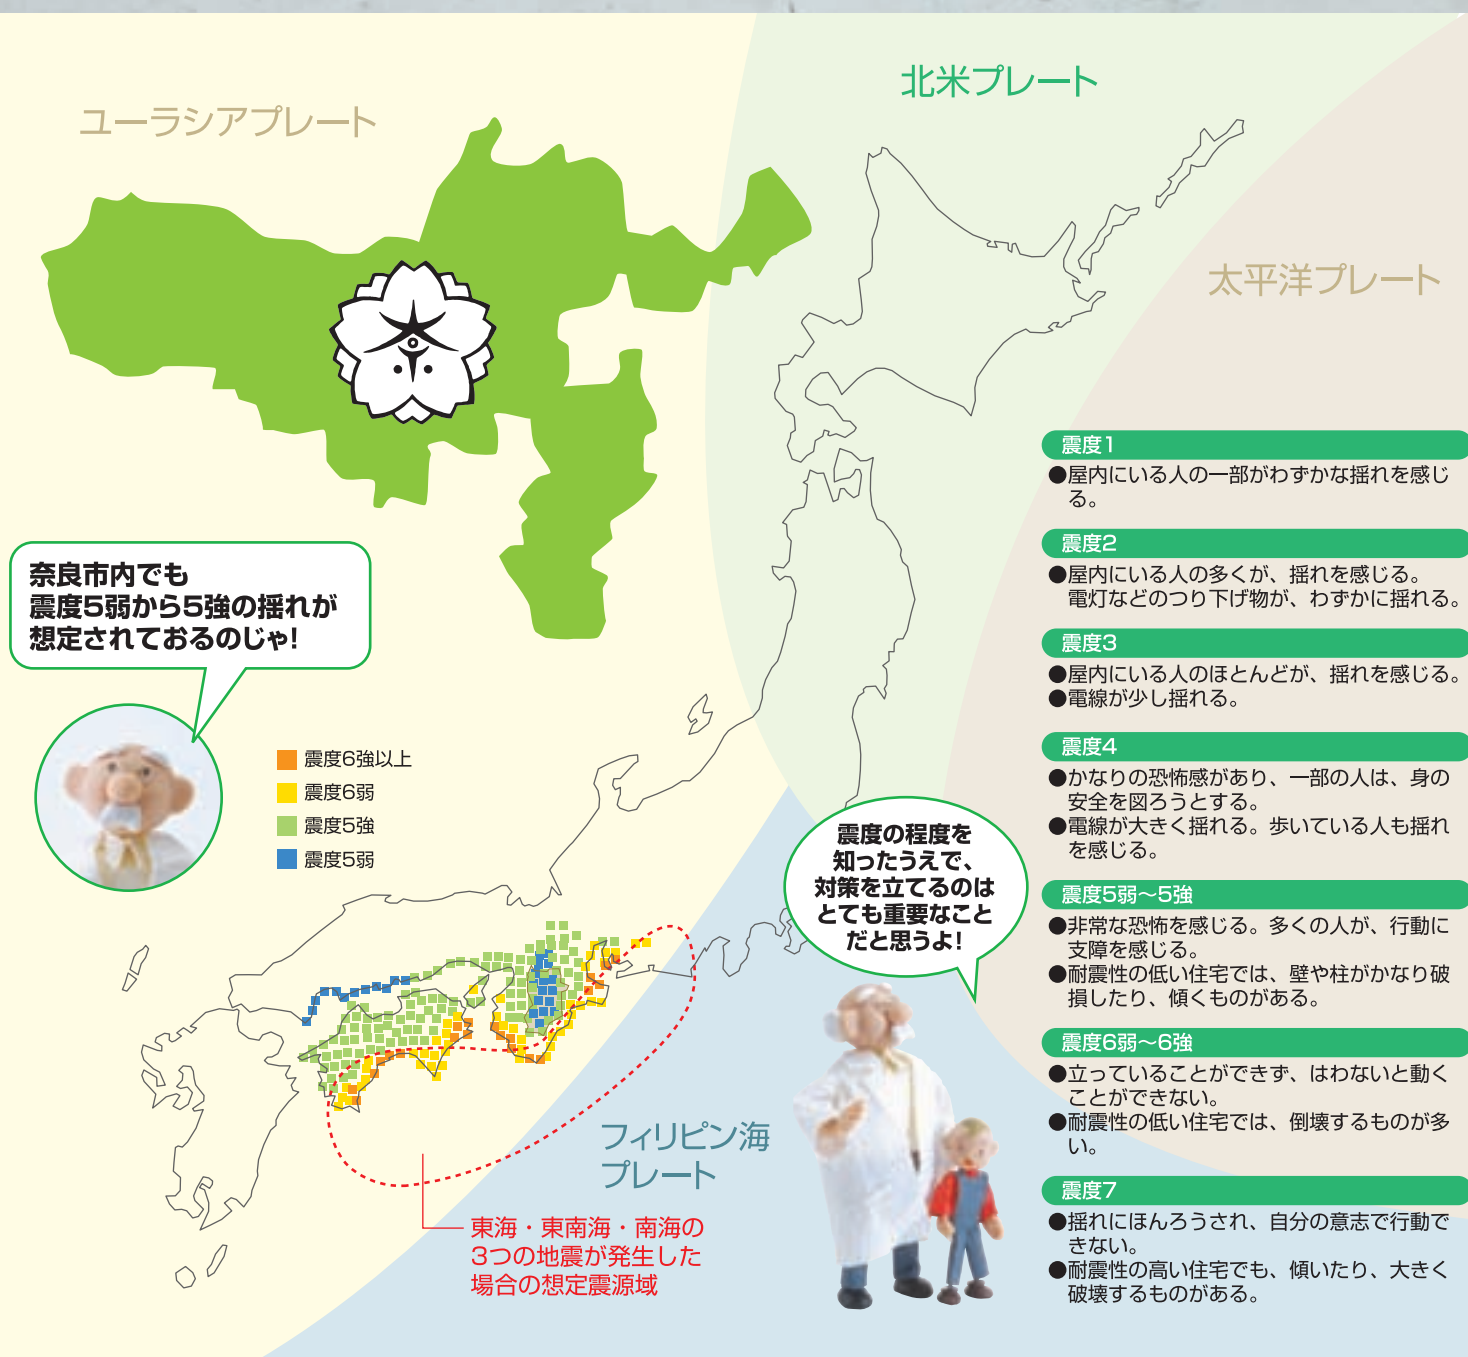 ユーラシアプレート
北米プレート
太平洋プレート
奈良市内でも
震度5弱から5強の揺れが
想定されておるのじゃ!
震度6強以上
震度6弱
震度5強
震度5弱
震度の程度を
知ったうえで、
対策を立てるのは
とても重要なこと
だと思うよ!
フィリピン海
プレート
東海・東南海・南海の
3つの地震が発生した
場合の想定震源域
震度1
●屋内にいる人の一部がわずかな揺れを感じ
る。
震度2
●屋内にいる人の多くが、揺れを感じる。
電灯などのつり下げ物が、わずかに揺れる。
震度3
●屋内にいる人のほとんどが、揺れを感じる。
●電線が少し揺れる。
震度4
●かなりの恐怖感があり、一部の人は、身の
安全を図ろうとする。
●電線が大きく揺れる。歩いている人も揺れ
を感じる。
震度5弱〜5強
●非常な恐怖を感じる。多くの人が、行動に
支障を感じる。
●耐震性の低い住宅では、壁や柱がかなり破
損したり、傾くものがある。
震度6弱〜6強
●立っていることができず、はわないと動く
ことができない。
●耐震性の低い住宅では、倒壊するものが多
い。
震度7
●揺れにほんろうされ、自分の意志で行動で
きない。
●耐震性の高い住宅でも、傾いたり、大きく
破壊するものがある。